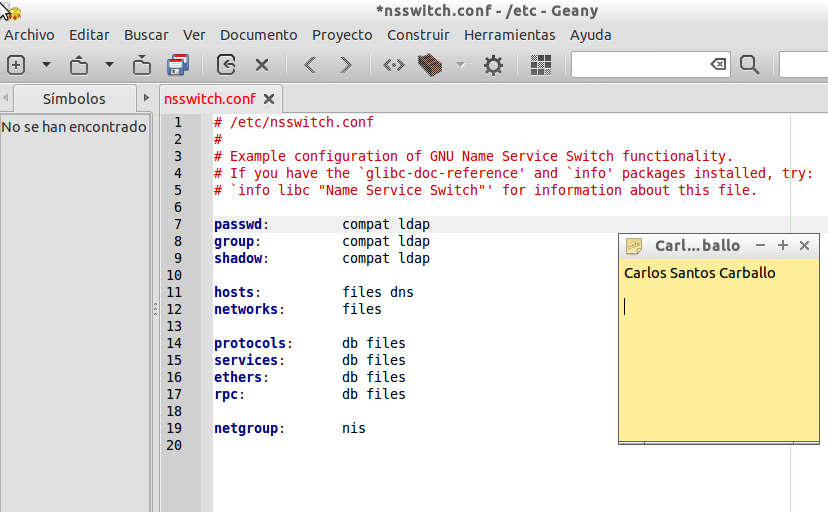 *nsswitch.conf - /etc - Geany
Archivo Editar Buscar Ver Documento Proyecto Construir Herramientas Ayuda
Símbolos
nsswitch.conf
No se han encontrado
1 # /etc/nsswitch.conf
2 #
3 # Example configuration of GNU Name Service Switch functionality.
4 # If you have the `glibc-doc-reference' and `info' packages installed, try:
5 # `info libc "Name Service Switch"' for information about this file.
6
7 passwd: compat ldap
8 group: compat ldap
9 shadow: compat ldap
10
11 hosts: files dns
12 networks: files
13
14 protocols: db files
15 services: db files
16 ethers: db files
17 rpc: db files
18
19 netgroup: nis
20
Carl...ballo
Carlos Santos Carballo